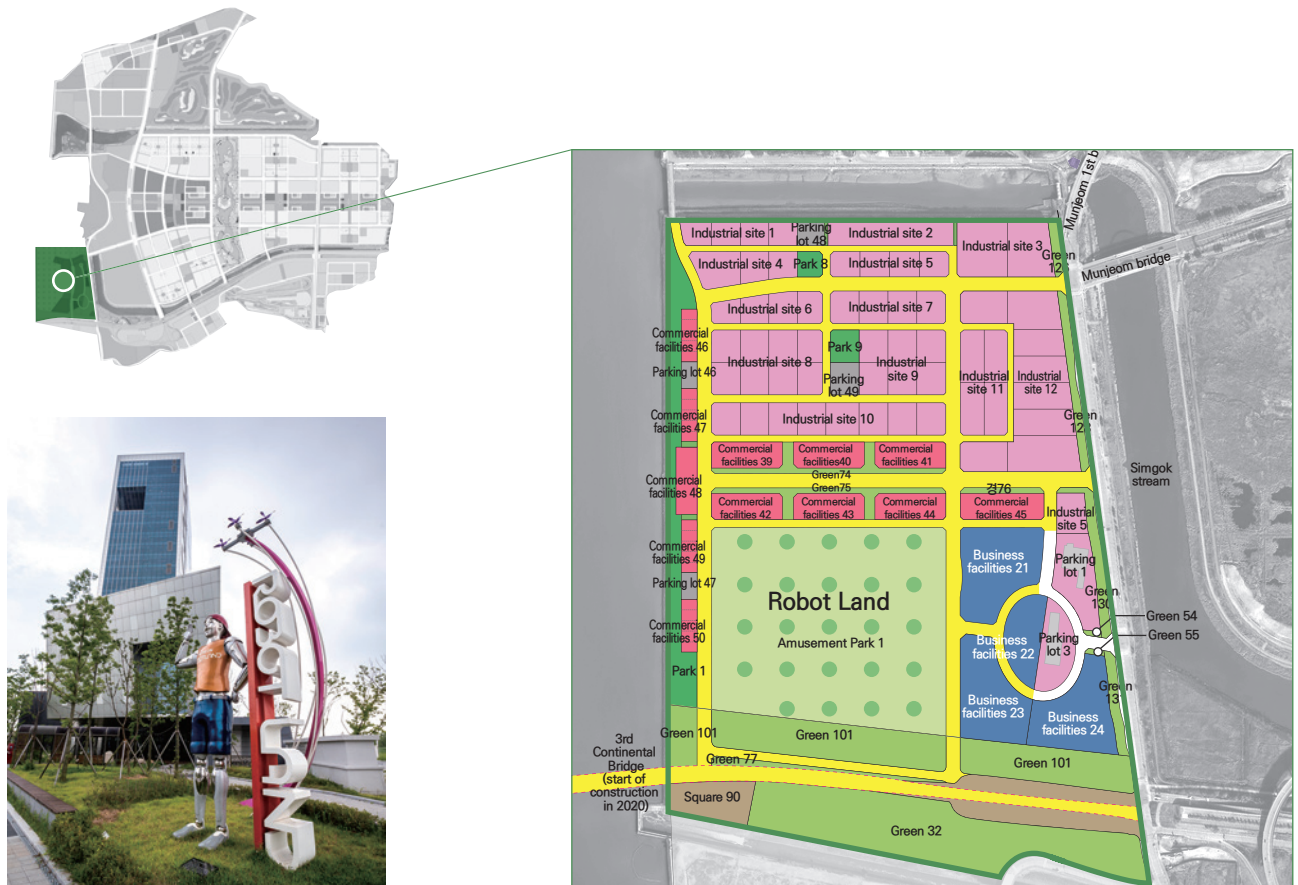 Munjeom 1st b
Industrial site 1
Parking
lot 48
Industrial site 2
Industrial site 3
Green
12
Munjeom bridge
Industrial site 4
Park 8
Industrial site 5
Industrial site 6
Industrial site 7
Commercial
facilities 46
Industrial site 8
Park 9
Industrial
site 9
Parking
lot 49
Parking lot 46
Industrial
site 11
Industrial
site 12
Commercial
facilities 47
Industrial site 10
Green
12
Commercial
facilities 39
Commercial
facilities40
Commercial
facilities 41
Green74
Green75
Commercial
facilities 48
경76
Simgok
stream
Commercial
facilities 42
Commercial
facilities 43
Commercial
facilities 44
Commercial
facilities 45
Industrial
site 5
Commercial
facilities 49
Business
facilities 21
Parking
lot 1
Parking lot 47
Green
130
Robot Land
Amusement Park 1
Green 54
Green 55
Commercial
facilities 50
Business
facilities 22
Parking
lot 3
Park 1
Green
13
Business
facilities 23
Business
facilities 24
Green 101
Green 101
Green 101
Green 77
3rd
Continental
Bridge
(start of
construction
in 2020)
Square 90
Green 32
ROBOT LAND